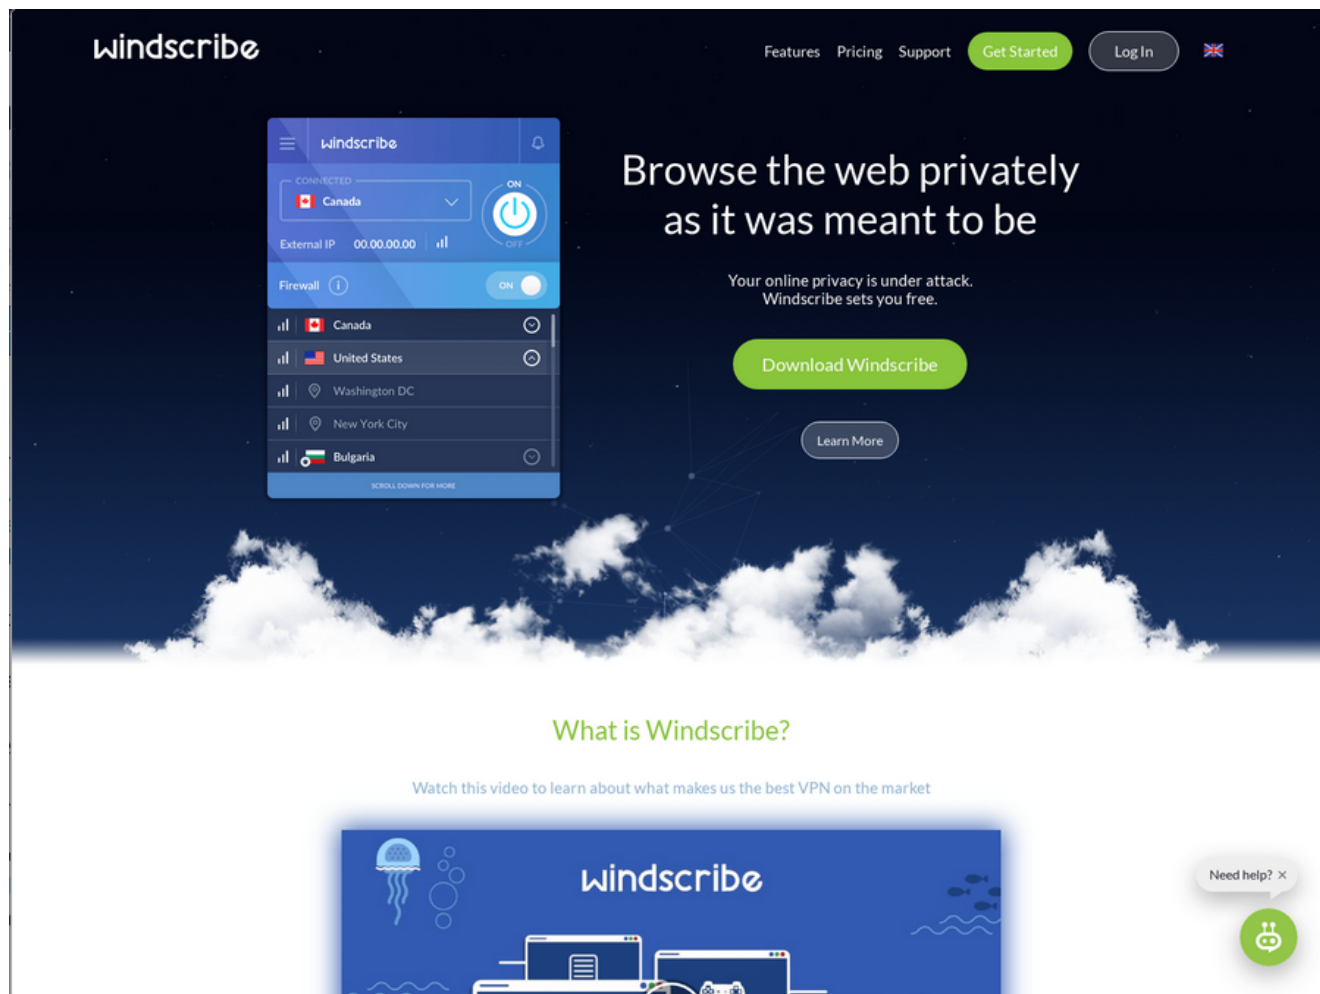 windscribe
Features Pricing Support Get Started Log In
windscribe
CONNECTED
ON
Canada
External IP 00.00.00.00
OFF
Firewall i
ON
Canada
United States
Washington DC
New York City
Bulgaria
SCROLL DOWN FOR MORE
Browse the web privately
as it was meant to be
Your online privacy is under attack.
Windscribe sets you free.
Download Windscribe
Learn More
What is Windscribe?
Watch this video to learn about what makes us the best VPN on the market
windscribe
Need help? ×